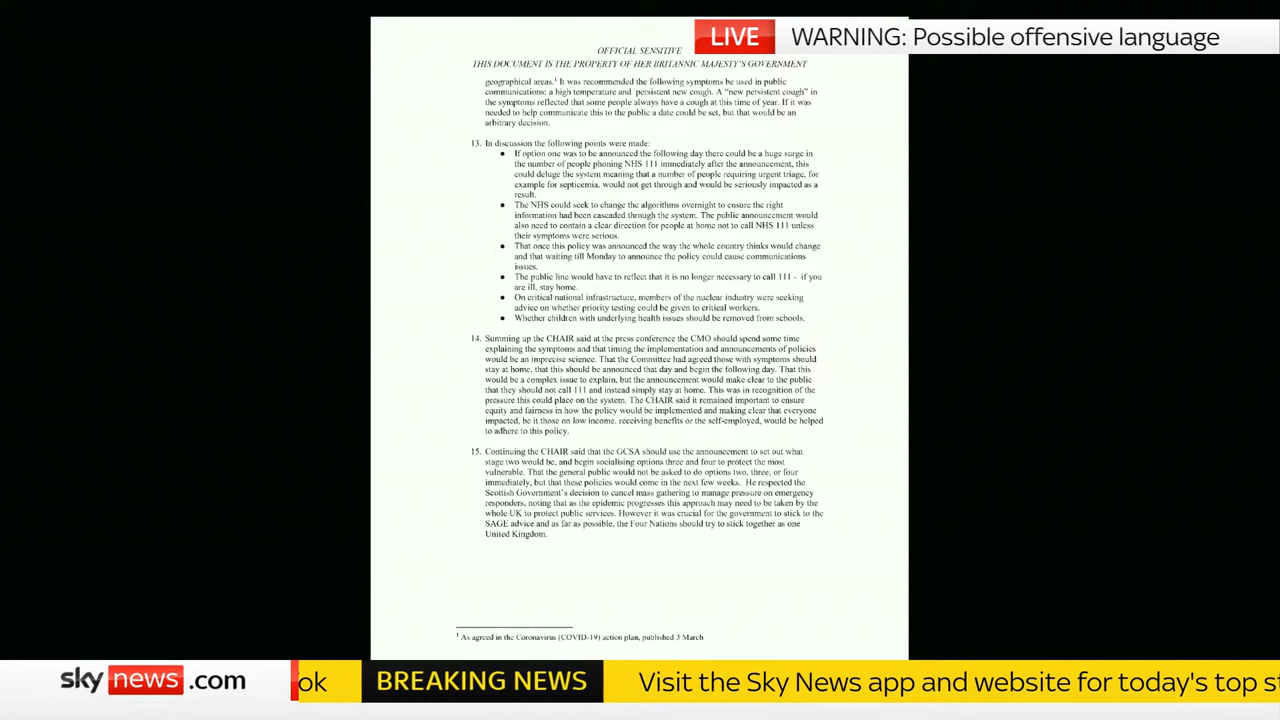 LIVE WARNING: Possible offensive language
OFFICIAL SENSITIVE
THIS DOCUMENT IS THE PROPERTY OF HER BRITANNIC MAJESTY'S GOVERNMENT
geographical areas.¹ It was recommended the following symptoms be used in public
communications: a high temperature and persistent new cough. A "new persistent cough" in
the symptoms reflected that some people always have a cough at this time of year. If it was
needed to help communicate this to the public a date could be set, but that would be an
arbitrary decision.
13. In discussion the following points were made:
● If option one was to be announced the following day there could be a huge surge in
the number of people phoning NHS 111 immediately after the announcement, this
could deluge the system meaning that a number of people requiring urgent triage, for
example for septicemia, would not get through and would be seriously impacted as a
result.
● The NHS could seek to change the algorithms overnight to ensure the right
information had been cascaded through the system. The public announcement would
also need to contain a clear direction for people at home not to call NHS 111 unless
their symptoms were serious.
● That once this policy was announced the way the whole country thinks would change
and that waiting till Monday to announce the policy could cause communications
issues.
● The public line would have to reflect that it is no longer necessary to call 111 - if you
are ill, stay home.
● On critical national infrastructure, members of the nuclear industry were seeking
advice on whether priority testing could be given to critical workers.
● Whether children with underlying health issues should be removed from schools.
14. Summing up the CHAIR said at the press conference the CMO should spend some time
explaining the symptoms and that timing the implementation and announcements of policies
would be an imprecise science. That the Committee had agreed those with symptoms should
stay at home, that this should be announced that day and begin the following day. That this
would be a complex issue to explain, but the announcement would make clear to the public
that they should not call 111 and instead simply stay at home. This was in recognition of the
pressure this could place on the system. The CHAIR said it remained important to ensure
equity and fairness in how the policy would be implemented and making clear that everyone
impacted, be it those on low income, receiving benefits or the self-employed, would be helped
to adhere to this policy.
15. Continuing the CHAIR said that the GCSA should use the announcement to set out what
stage two would be, and begin socialising options three and four to protect the most
vulnerable. That the general public would not be asked to do options two, three, or four
immediately, but that these policies would come in the next few weeks. He respected the
Scottish Government's decision to cancel mass gathering to manage pressure on emergency
responders, noting that as the epidemic progresses this approach may need to be taken by the
whole UK to protect public services. However it was crucial for the government to stick to the
SAGE advice and as far as possible, the Four Nations should try to stick together as one
United Kingdom.
¹ As agreed in the Coronavirus (COVID-19) action plan, published 3 March
sky news.com ok BREAKING NEWS Visit the Sky News app and website for today's top st